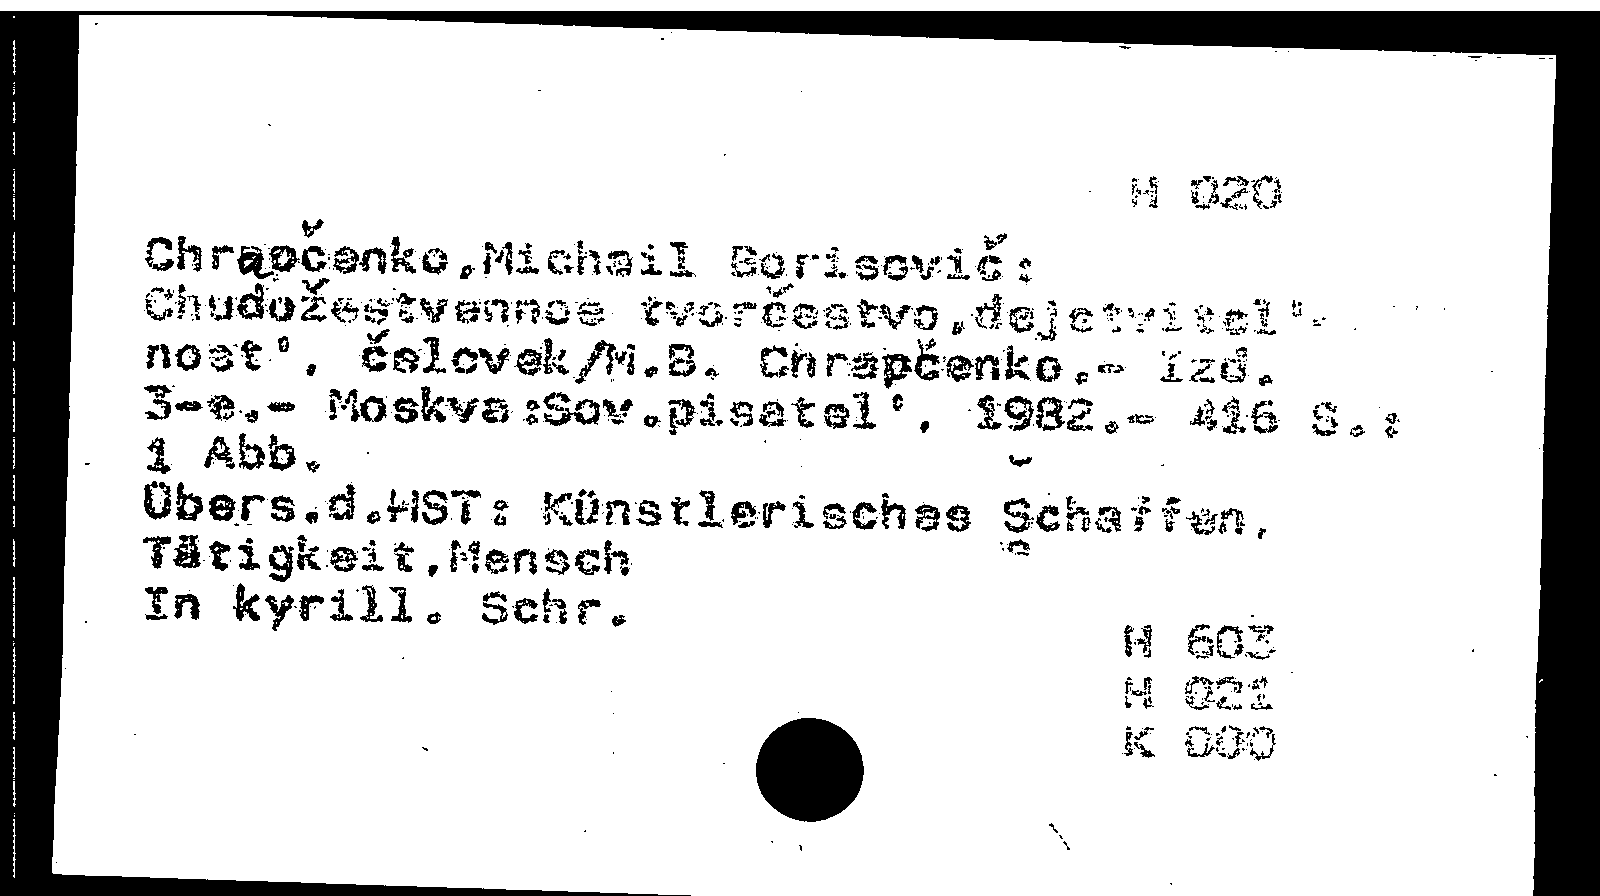 H 020
Chrapčenko,Michail Borisovič:
Chudožestvennoe tvorčestvo,dejstvitel'-
nost', čelovek/M.B. Chrapčenko.- Izd.
3-e.- Moskva:Sov.pisatel', 1982.- 416 S.:
1 Abb.
Übers.d.HST: Künstlerisches Schaffen,
Tätigkeit,Mensch
In kyrill. Schr.
H 603
H 021
K 000